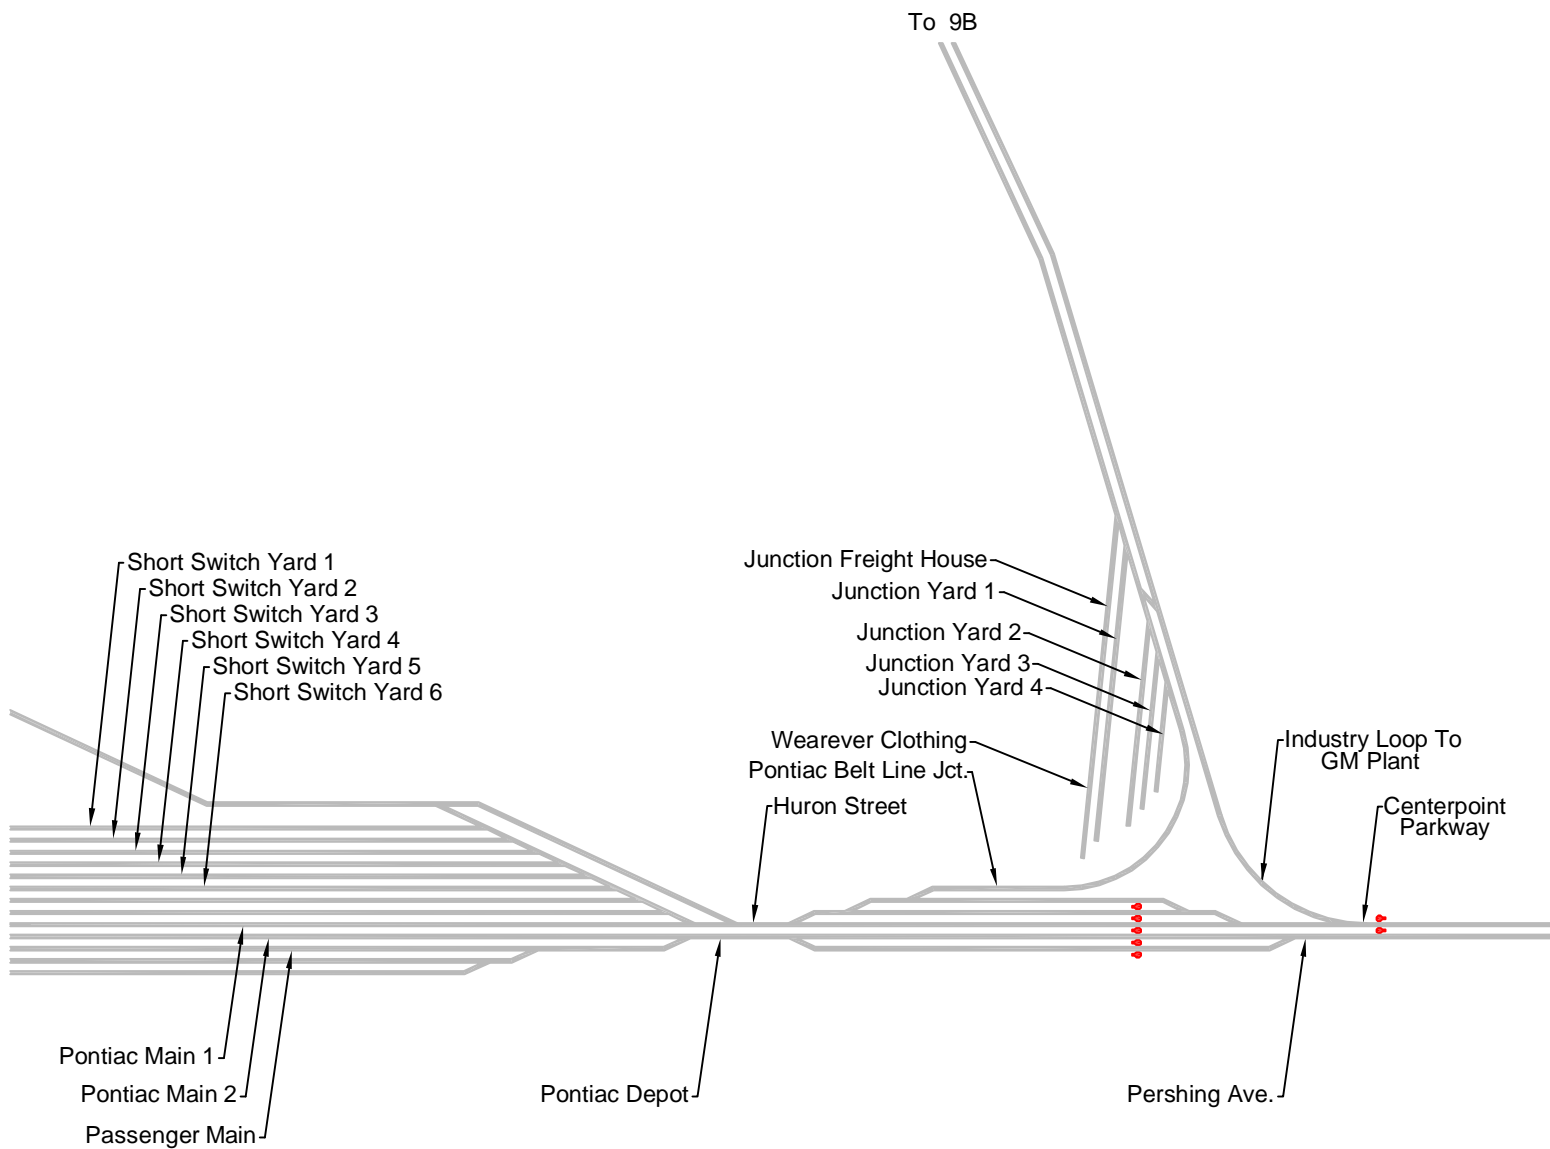 To 9B
Short Switch Yard 1
Short Switch Yard 2
Short Switch Yard 3
Short Switch Yard 4
Short Switch Yard 5
Short Switch Yard 6
Junction Freight House
Junction Yard 1
Junction Yard 2
Junction Yard 3
Junction Yard 4
Wearever Clothing
Pontiac Belt Line Jct.
Huron Street
Industry Loop To
GM Plant
Centerpoint
Parkway
Pontiac Main 1
Pontiac Main 2
Passenger Main
Pontiac Depot
Pershing Ave.